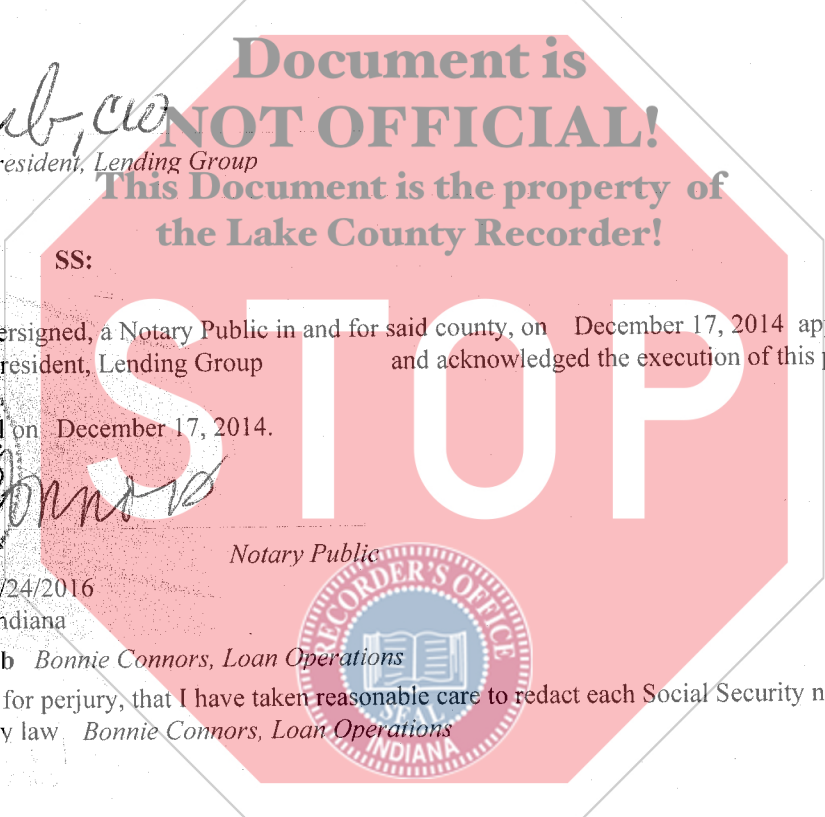 Document is
NOT OFFICIAL!
resident, Lending Group
This Document is the property of
the Lake County Recorder!
SS:
STOP
ersigned, a Notary Public in and for said county, on December 17, 2014 ap
resident, Lending Group and acknowledged the execution of this p
on December 17, 2014.
Notary Public
/24/2016
ndiana
RECORDER'S OFFICE
SEAL
INDIANA
b Bonnie Connors, Loan Operations
for perjury, that I have taken reasonable care to redact each Social Security n
y law Bonnie Connors, Loan Operations